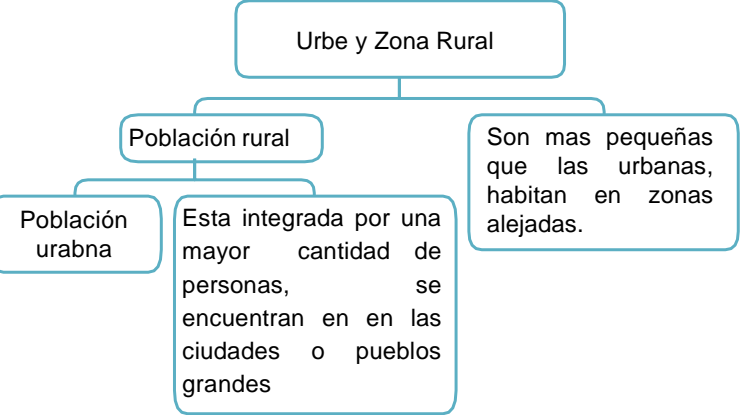 Urbe y Zona Rural
Población rural
Son mas pequeñas
que las urbanas,
habitan en zonas
alejadas.
Población
urabna
Esta integrada por una
mayor cantidad de
personas, se
encuentran en en las
ciudades o pueblos
grandes